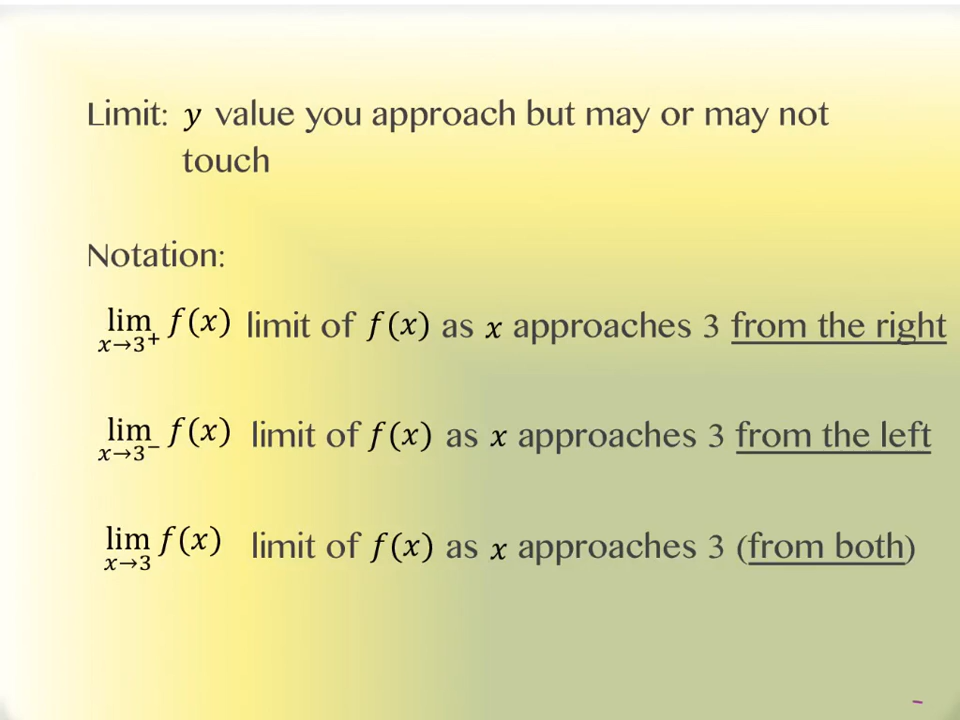 Limit: y value you approach but may or may not
touch
Notation:
lim x→3⁺ f(x) limit of f(x) as x approaches 3 from the right
lim x→3⁻ f(x) limit of f(x) as x approaches 3 from the left
lim x→3 f(x) limit of f(x) as x approaches 3 (from both)